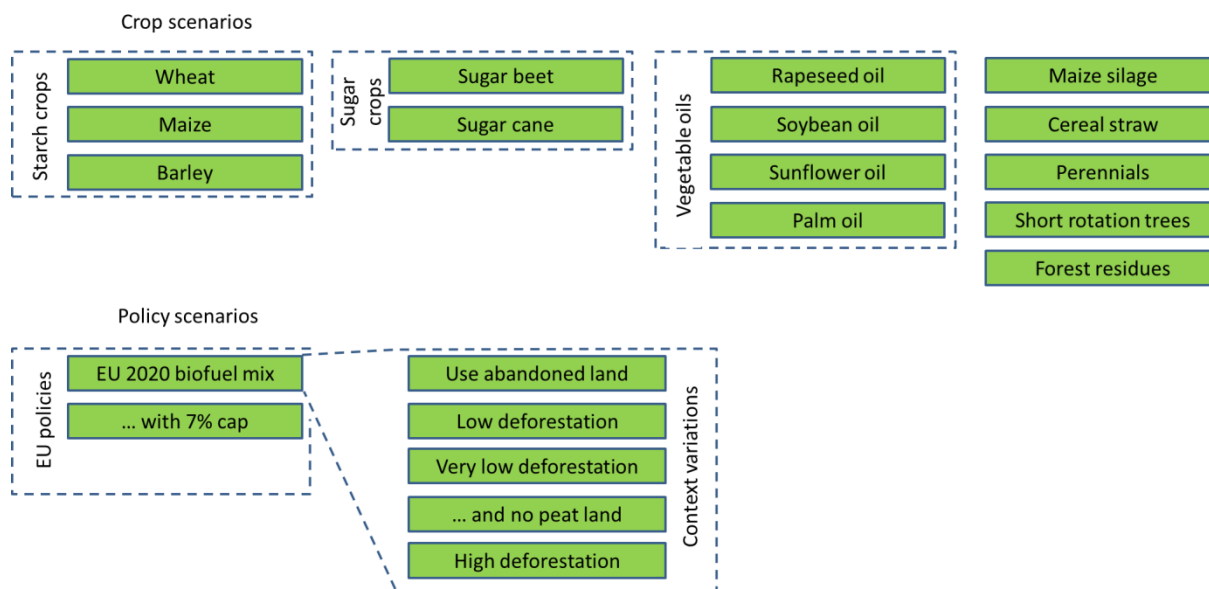 Crop scenarios
Starch crops
Wheat
Maize
Barley
Sugar
crops
Sugar beet
Sugar cane
Vegetable oils
Rapeseed oil
Soybean oil
Sunflower oil
Palm oil
Maize silage
Cereal straw
Perennials
Short rotation trees
Forest residues
Policy scenarios
EU policies
EU 2020 biofuel mix
... with 7% cap
Use abandoned land
Low deforestation
Very low deforestation
... and no peat land
High deforestation
Context variations